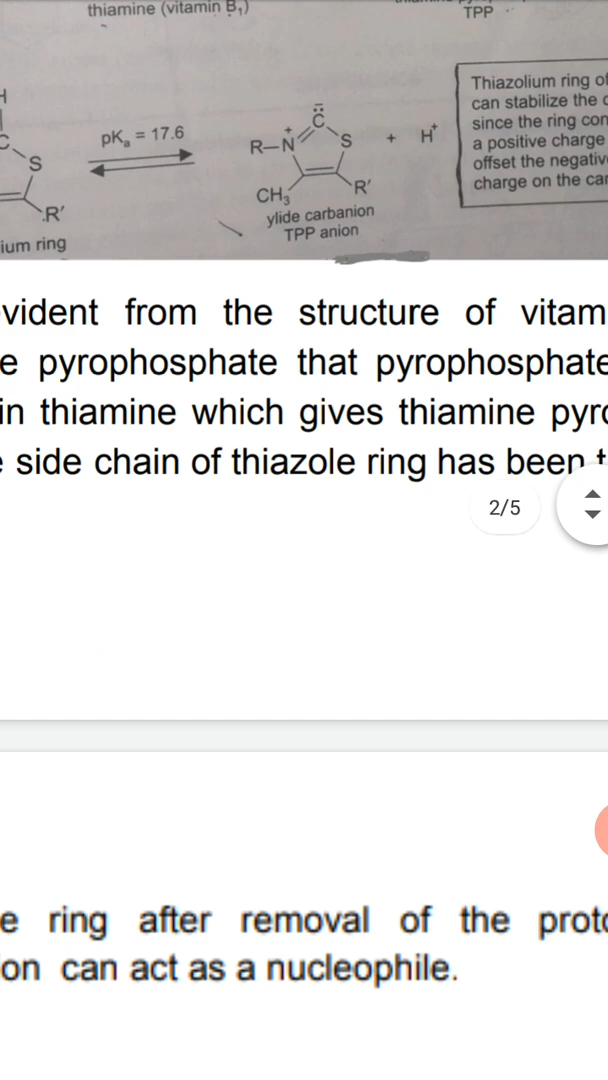 thiamine (vitamin B₁)
TPP
H
C
S
R'
ium ring
pKₐ = 17.6
C
R–N
+
S
CH₃
R'
+ H⁺
ylide carbanion
TPP anion
Thiazolium ring of
can stabilize the c
since the ring con
a positive charge
offset the negativ
charge on the car
vident from the structure of vitam
e pyrophosphate that pyrophosphate
in thiamine which gives thiamine pyro
side chain of thiazole ring has been
2/5
e ring after removal of the proto
on can act as a nucleophile.